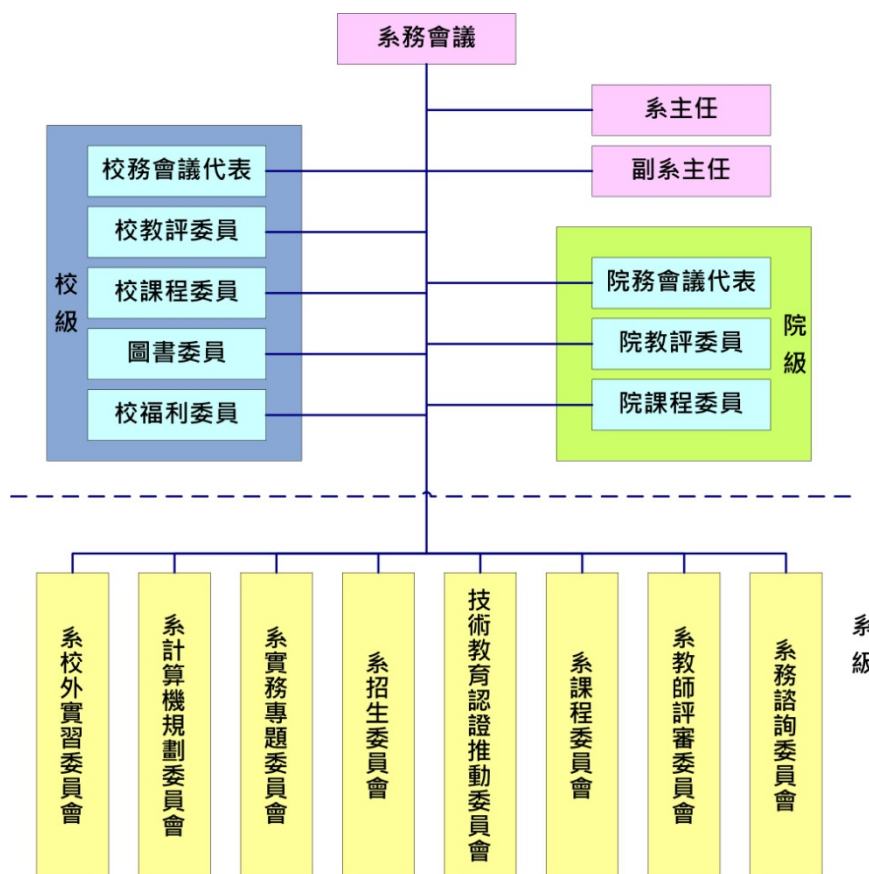 系務會議
系主任
副系主任
校級
校務會議代表
校教評委員
校課程委員
圖書委員
校福利委員
院務會議代表
院教評委員
院課程委員
院級
系校外實習委員會
系計算機規劃委員會
系實務專題委員會
系招生委員會
技術教育認證推動委員會
系課程委員會
系教師評審委員會
系務諮詢委員會
系級